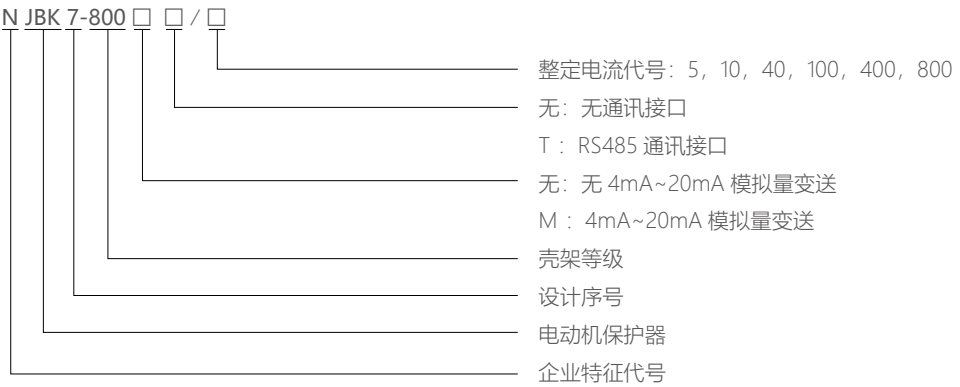 N JBK 7-800 □ □ / □
整定电流代号：5，10，40，100，400，800
无：无通讯接口
T ：RS485 通讯接口
无：无 4mA~20mA 模拟量变送
M ：4mA~20mA 模拟量变送
壳架等级
设计序号
电动机保护器
企业特征代号